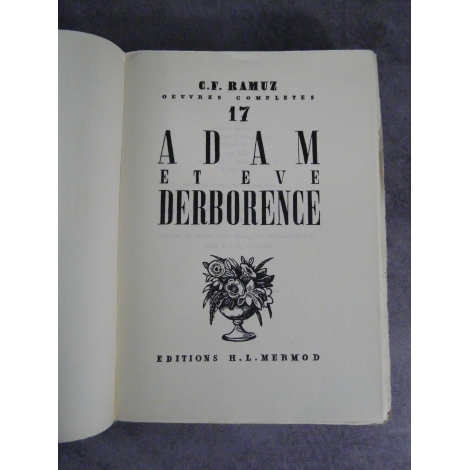 C.F. RAMUZ
OEUVRES COMPLETES
17
ADAM
ET EVE
DERBORENCE
EDITIONS H.L.MERMOD